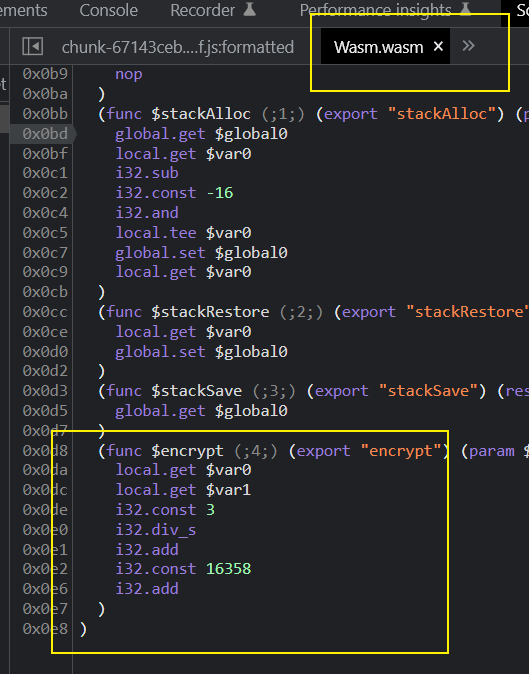 ements Console Recorder Performance insights So
chunk-67143ceb....f.js:formatted Wasm.wasm × »
et
0x0b9 nop
0x0ba )
0x0bb (func $stackAlloc (;1;) (export "stackAlloc") (p
0x0bd global.get $global0
0x0bf local.get $var0
0x0c1 i32.sub
0x0c2 i32.const -16
0x0c4 i32.and
0x0c5 local.tee $var0
0x0c7 global.set $global0
0x0c9 local.get $var0
0x0cb )
0x0cc (func $stackRestore (;2;) (export "stackRestore"
0x0ce local.get $var0
0x0d0 global.set $global0
0x0d2 )
0x0d3 (func $stackSave (;3;) (export "stackSave") (res
0x0d5 global.get $global0
0x0d7 )
0x0d8 (func $encrypt (;4;) (export "encrypt") (param $
0x0da local.get $var0
0x0dc local.get $var1
0x0de i32.const 3
0x0e0 i32.div_s
0x0e1 i32.add
0x0e2 i32.const 16358
0x0e6 i32.add
0x0e7 )
0x0e8 )